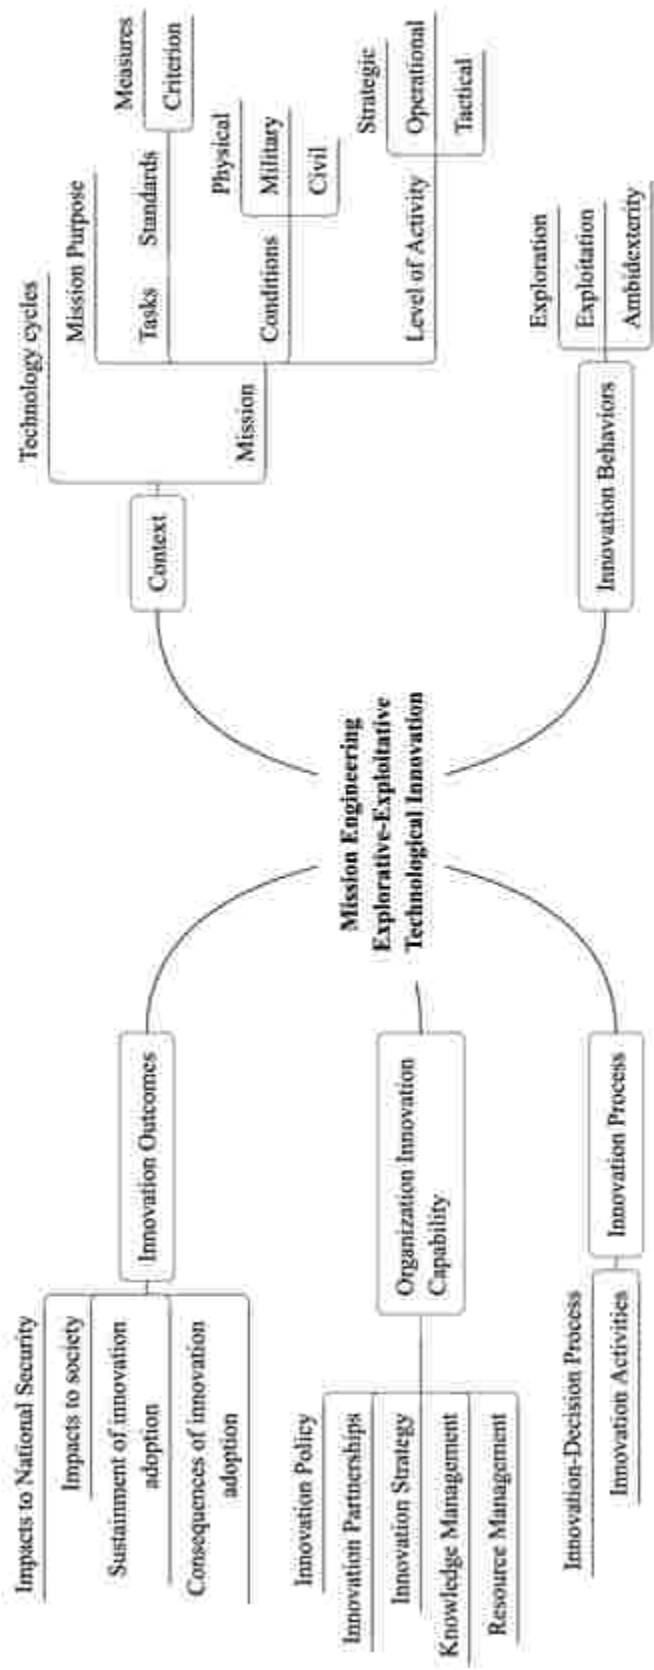 Impacts to National Security
Impacts to society
Sustainment of innovation
adoption
Consequences of innovation
adoption
Innovation Outcomes
Innovation Policy
Innovation Partnerships
Innovation Strategy
Knowledge Management
Resource Management
Organization Innovation
Capability
Innovation-Decision Process
Innovation Activities
Innovation Process
Mission Engineering
Explorative-Exploitative
Technological Innovation
Context
Technology cycles
Mission
Mission Purpose
Tasks
Standards
Measures
Criterion
Conditions
Physical
Military
Civil
Level of Activity
Strategic
Operational
Tactical
Innovation Behaviors
Exploration
Exploitation
Ambidexterity